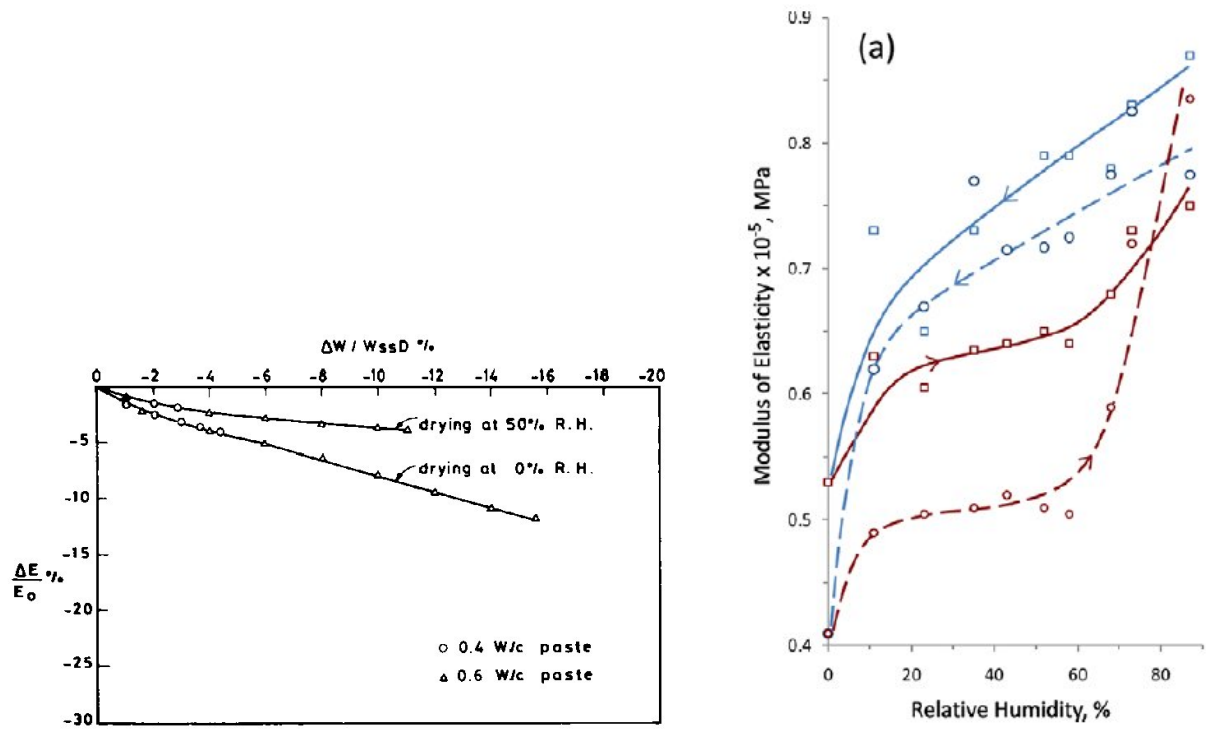 ΔW / WssD %
0 -2 -4 -6 -8 -10 -12 -14 -16 -18 -20
drying at 50% R.H.
-5
drying at 0% R.H.
-10
-15
ΔE/E₀ %
-20
-25
-30
○ 0.4 W/c paste
△ 0.6 W/c paste
(a)
0.9
0.8
0.7
0.6
0.5
0.4
Modulus of Elasticity x 10⁻⁵, MPa
0 20 40 60 80
Relative Humidity, %